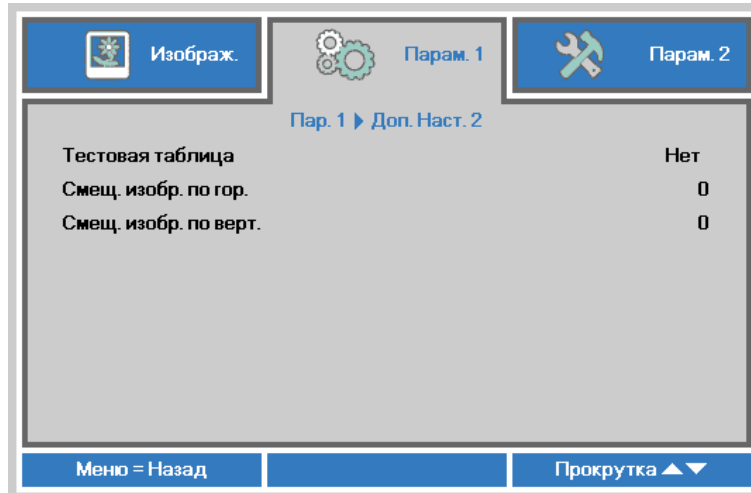 Изображ. Парам. 1 Парам. 2
Пар. 1 ▶ Доп. Наст. 2
Тестовая таблица Нет
Смещ. изобр. по гор. 0
Смещ. изобр. по верт. 0
Меню = Назад Прокрутка ▲▼